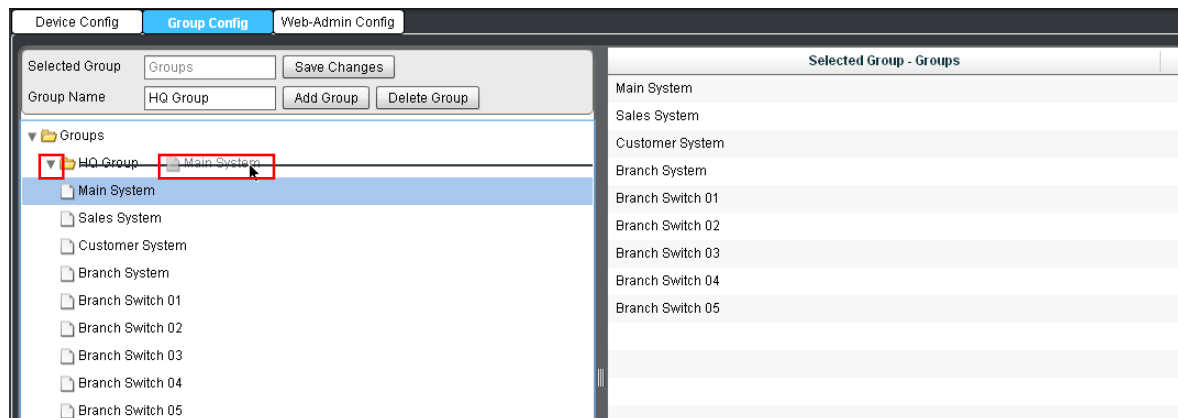 Device Config Group Config Web-Admin Config
Selected Group Groups Save Changes
Group Name HQ Group Add Group Delete Group
Groups
HQ Group Main System
Main System
Sales System
Customer System
Branch System
Branch Switch 01
Branch Switch 02
Branch Switch 03
Branch Switch 04
Branch Switch 05
Selected Group - Groups
Main System
Sales System
Customer System
Branch System
Branch Switch 01
Branch Switch 02
Branch Switch 03
Branch Switch 04
Branch Switch 05